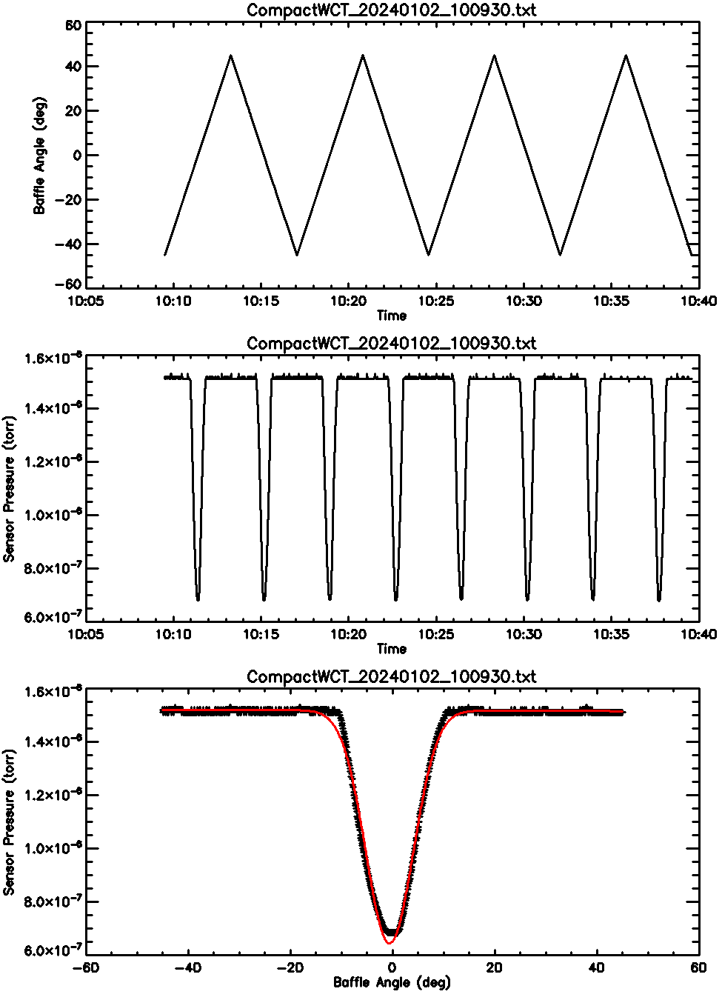 CompactWCT_20240102_100930.txt
60
40
20
0
−20
−40
−60
Baffle Angle (deg)
10:05 10:10 10:15 10:20 10:25 10:30 10:35 10:40
Time
CompactWCT_20240102_100930.txt
1.6×10⁻⁶
1.4×10⁻⁶
1.2×10⁻⁶
1.0×10⁻⁶
8.0×10⁻⁷
6.0×10⁻⁷
Sensor Pressure (torr)
10:05 10:10 10:15 10:20 10:25 10:30 10:35 10:40
Time
CompactWCT_20240102_100930.txt
1.6×10⁻⁶
1.4×10⁻⁶
1.2×10⁻⁶
1.0×10⁻⁶
8.0×10⁻⁷
6.0×10⁻⁷
Sensor Pressure (torr)
−60 −40 −20 0 20 40 60
Baffle Angle (deg)